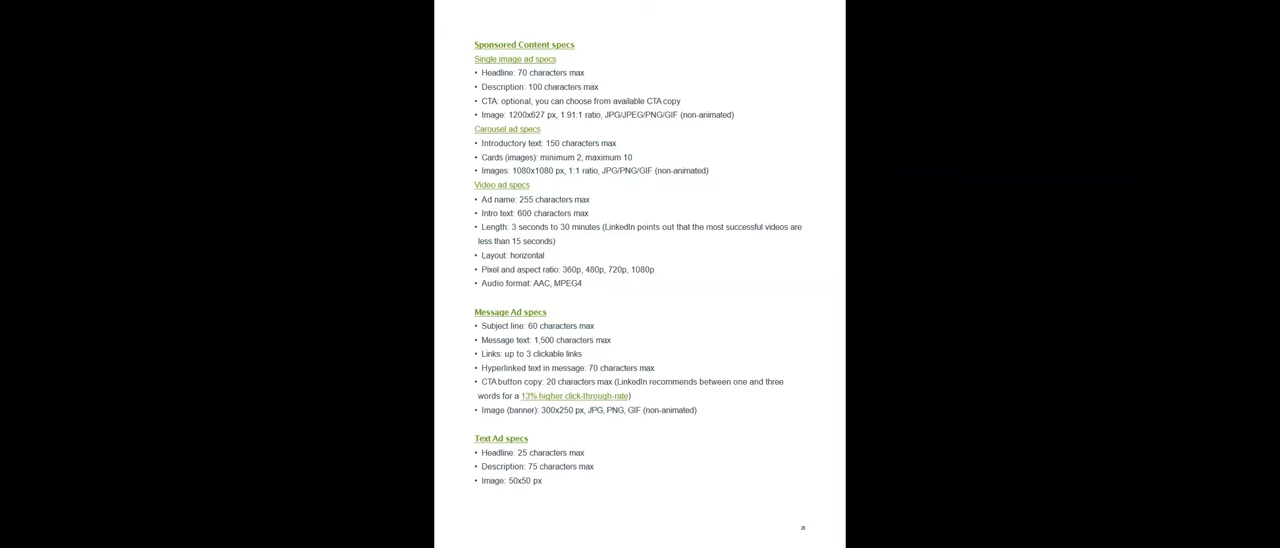 Sponsored Content specs
Single image ad specs
• Headline: 70 characters max
• Description: 100 characters max
• CTA: optional, you can choose from available CTA copy
• Image: 1200x627 px, 1.91:1 ratio, JPG/JPEG/PNG/GIF (non-animated)
Carousel ad specs
• Introductory text: 150 characters max
• Cards (images): minimum 2, maximum 10
• Images: 1080x1080 px, 1:1 ratio, JPG/PNG/GIF (non-animated)
Video ad specs
• Ad name: 255 characters max
• Intro text: 600 characters max
• Length: 3 seconds to 30 minutes (LinkedIn points out that the most successful videos are
less than 15 seconds)
• Layout: horizontal
• Pixel and aspect ratio: 360p, 480p, 720p, 1080p
• Audio format: AAC, MPEG4
Message Ad specs
• Subject line: 60 characters max
• Message text: 1,500 characters max
• Links: up to 3 clickable links
• Hyperlinked text in message: 70 characters max
• CTA button copy: 20 characters max (LinkedIn recommends between one and three
words for a 13% higher click-through-rate)
• Image (banner): 300x250 px, JPG, PNG, GIF (non-animated)
Text Ad specs
• Headline: 25 characters max
• Description: 75 characters max
• Image: 50x50 px